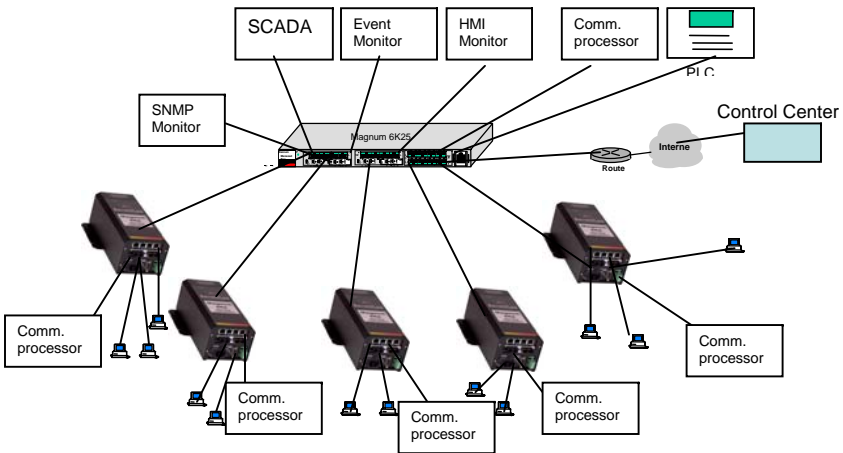 SCADA
Event
Monitor
HMI
Monitor
Comm.
processor
PLC
SNMP
Monitor
Magnum 6K25
Control Center
Interne
Route
Comm.
processor
Comm.
processor
Comm.
processor
Comm.
processor
Comm.
processor